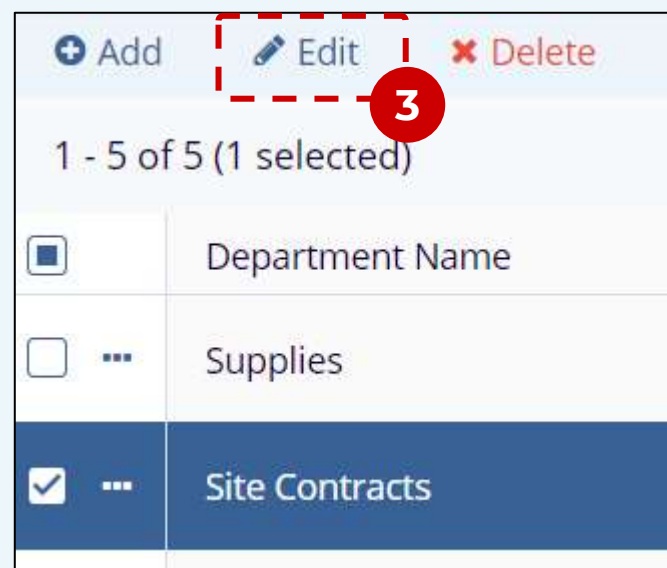 Add Edit Delete
3
1 - 5 of 5 (1 selected)
Department Name
Supplies
Site Contracts